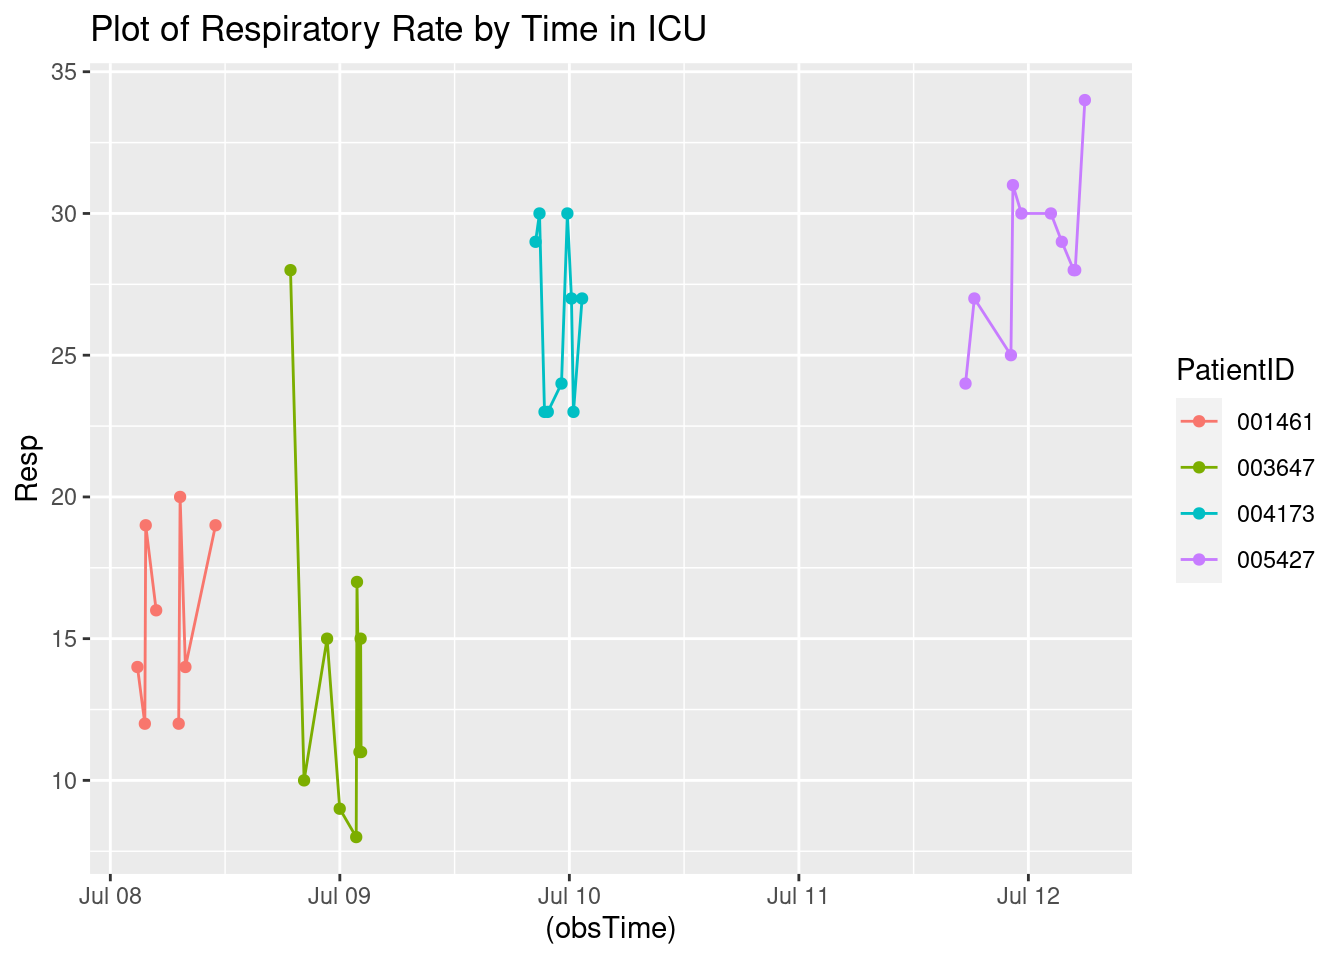 Plot of Respiratory Rate by Time in ICU
35
30
25
20
15
10
Resp
Jul 08
Jul 09
Jul 10
Jul 11
Jul 12
(obsTime)
PatientID
001461
003647
004173
005427